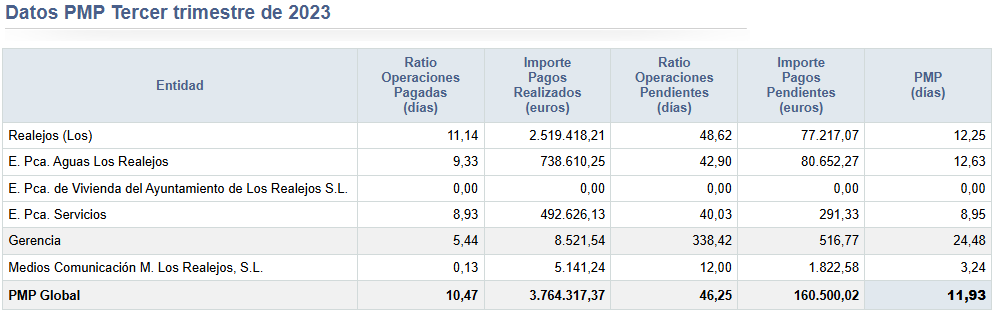 Datos PMP Tercer trimestre de 2023
Entidad Ratio Operaciones Pagadas (días) Importe Pagos Realizados (euros) Ratio Operaciones Pendientes (días) Importe Pagos Pendientes (euros) PMP (días)
Realejos (Los) 11,14 2.519.418,21 48,62 77.217,07 12,25
E. Pca. Aguas Los Realejos 9,33 738.610,25 42,90 80.652,27 12,63
E. Pca. de Vivienda del Ayuntamiento de Los Realejos S.L. 0,00 0,00 0,00 0,00 0,00
E. Pca. Servicios 8,93 492.626,13 40,03 291,33 8,95
Gerencia 5,44 8.521,54 338,42 516,77 24,48
Medios Comunicación M. Los Realejos, S.L. 0,13 5.141,24 12,00 1.822,58 3,24
PMP Global 10,47 3.764.317,37 46,25 160.500,02 11,93